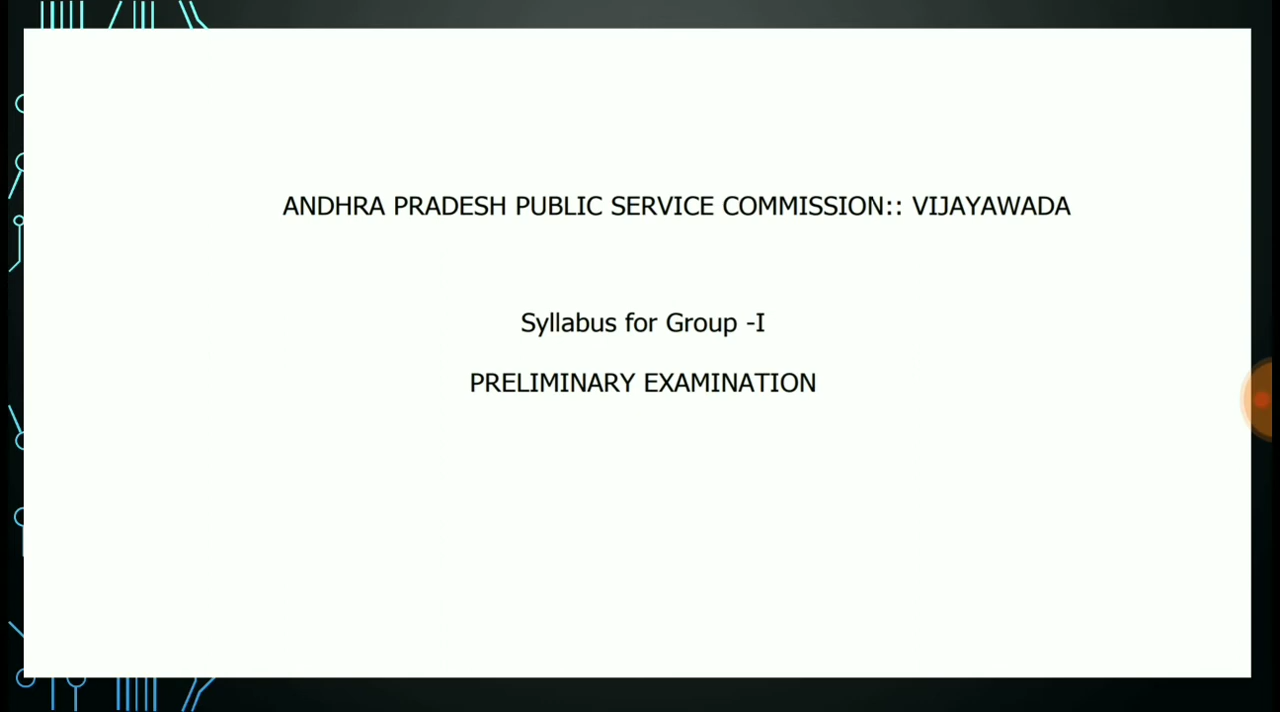 ANDHRA PRADESH PUBLIC SERVICE COMMISSION:: VIJAYAWADA
Syllabus for Group -I
PRELIMINARY EXAMINATION